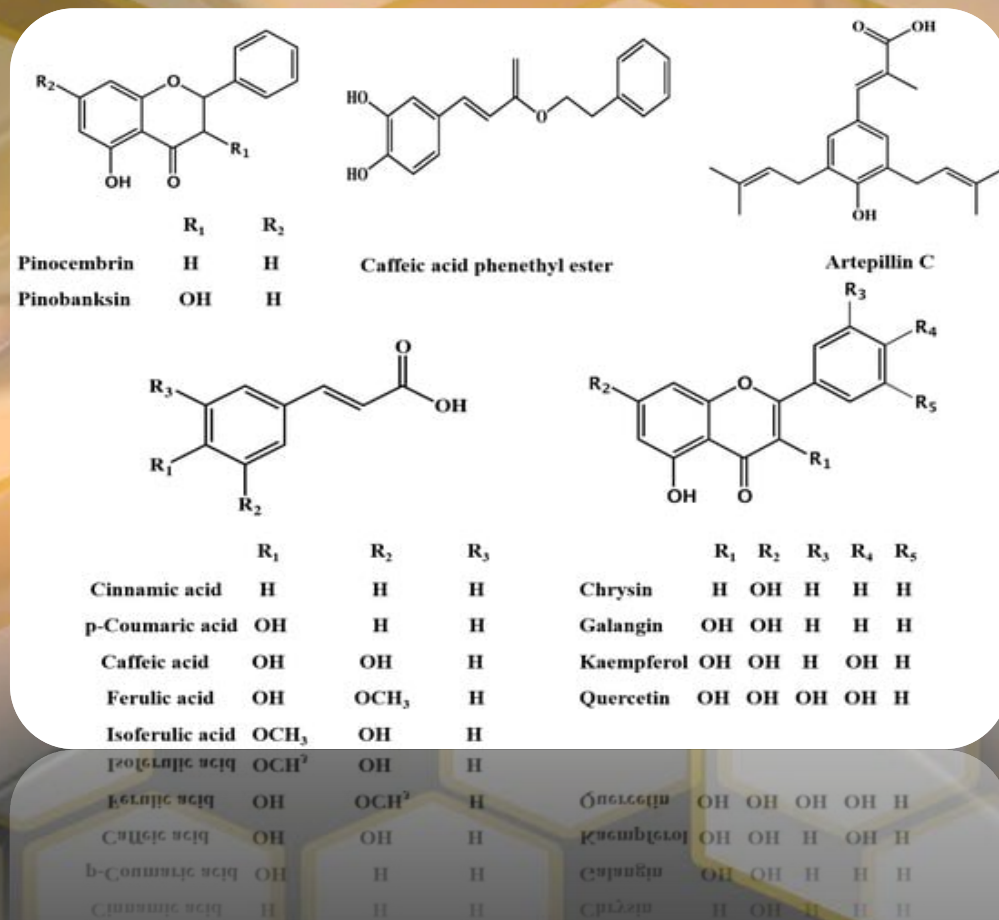 R₂ O R₁ OH O
R₁ R₂
Pinocembrin H H
Pinobanksin OH H
HO HO O
Caffeic acid phenethyl ester
O OH OH
Artepillin C
R₃ O OH R₁ R₂
R₁ R₂ R₃
Cinnamic acid H H H
p-Coumaric acid OH H H
Caffeic acid OH OH H
Ferulic acid OH OCH₃ H
Isoferulic acid OCH₃ OH H
R₃ R₄ R₂ O R₅ R₁ OH O
R₁ R₂ R₃ R₄ R₅
Chrysin H OH H H H
Galangin OH OH H H H
Kaempferol OH OH H OH H
Quercetin OH OH OH OH H